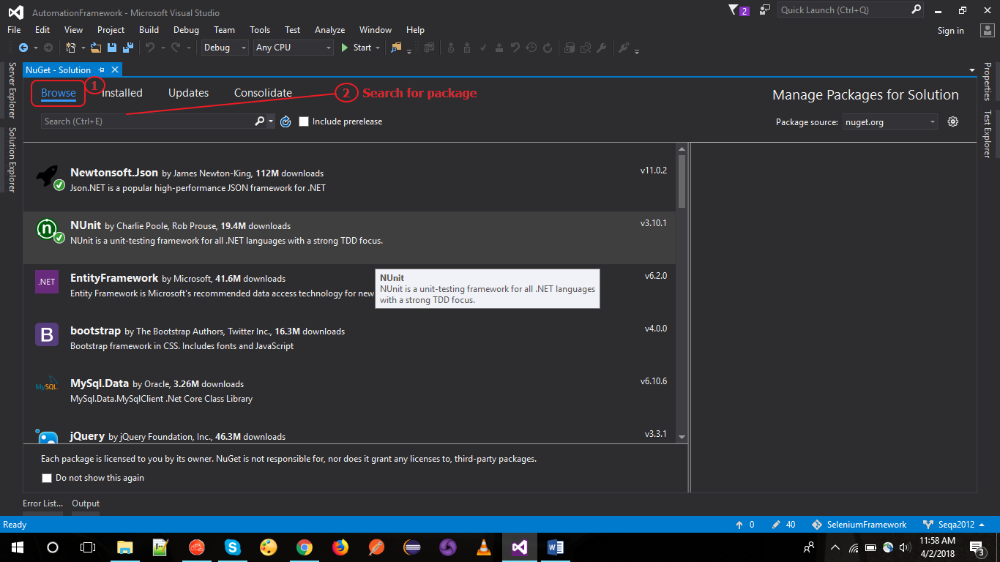 AutomationFramework - Microsoft Visual Studio
2
Quick Launch (Ctrl+Q)
File Edit View Project Build Debug Team Tools Test Analyze Window Help
Sign in
Debug Any CPU Start
NuGet - Solution
Server Explorer
Solution Explorer
Properties
Test Explorer
Browse 1 Installed Updates Consolidate 2 Search for package
Manage Packages for Solution
Search (Ctrl+E) Include prerelease
Package source: nuget.org
Newtonsoft.Json by James Newton-King, 112M downloads v11.0.2
Json.NET is a popular high-performance JSON framework for .NET
n
NUnit by Charlie Poole, Rob Prouse, 19.4M downloads v3.10.1
NUnit is a unit-testing framework for all .NET languages with a strong TDD focus.
.NET
EntityFramework by Microsoft, 41.6M downloads v6.2.0
Entity Framework is Microsoft's recommended data access technology for new
NUnit
NUnit is a unit-testing framework for all .NET languages
with a strong TDD focus.
B
bootstrap by The Bootstrap Authors, Twitter Inc., 16.3M downloads v4.0.0
Bootstrap framework in CSS. Includes fonts and JavaScript
MySQL
MySql.Data by Oracle, 3.26M downloads v6.10.6
MySql.Data.MySqlClient .Net Core Class Library
jQuery by jQuery Foundation, Inc., 46.3M downloads v3.3.1
Each package is licensed to you by its owner. NuGet is not responsible for, nor does it grant any licenses to, third-party packages.
Do not show this again
Error List... Output
Ready 0 40 SeleniumFramework Seqa2012
11:58 AM
4/2/2018
3